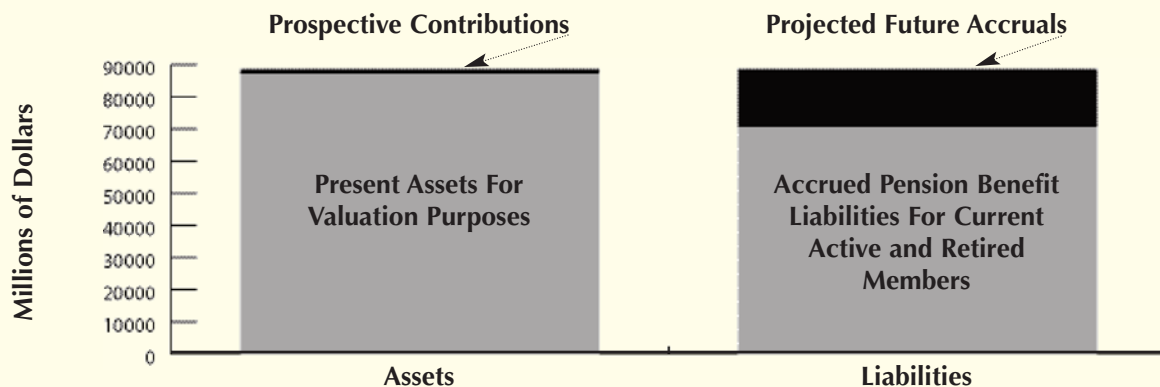 Prospective Contributions
Projected Future Accruals
Millions of Dollars
90000
80000
70000
60000
50000
40000
30000
20000
10000
0
Present Assets For
Valuation Purposes
Accrued Pension Benefit
Liabilities For Current
Active and Retired
Members
Assets
Liabilities